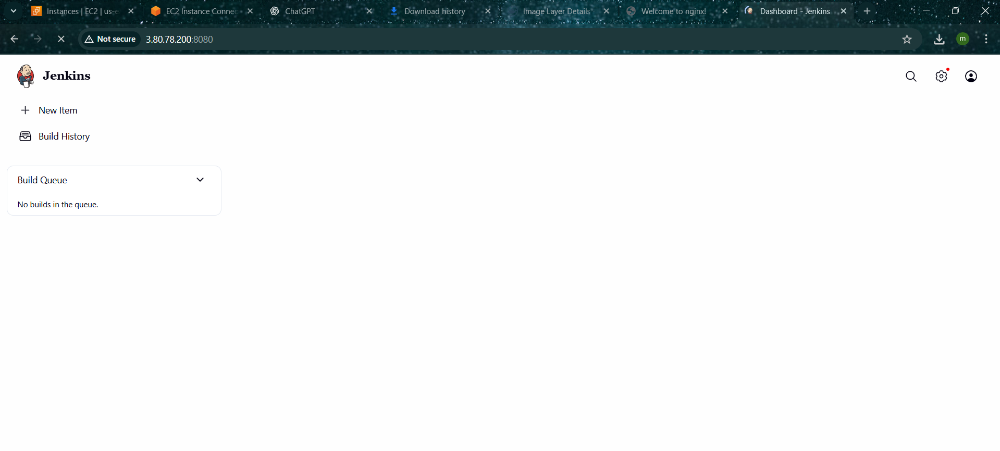 Instances | EC2 | us-e
EC2 Instance Connec
ChatGPT
Download history
Image Layer Details
Welcome to nginx!
Dashboard - Jenkins
Not secure
3.80.78.200:8080
m
Jenkins
New Item
Build History
Build Queue
No builds in the queue.